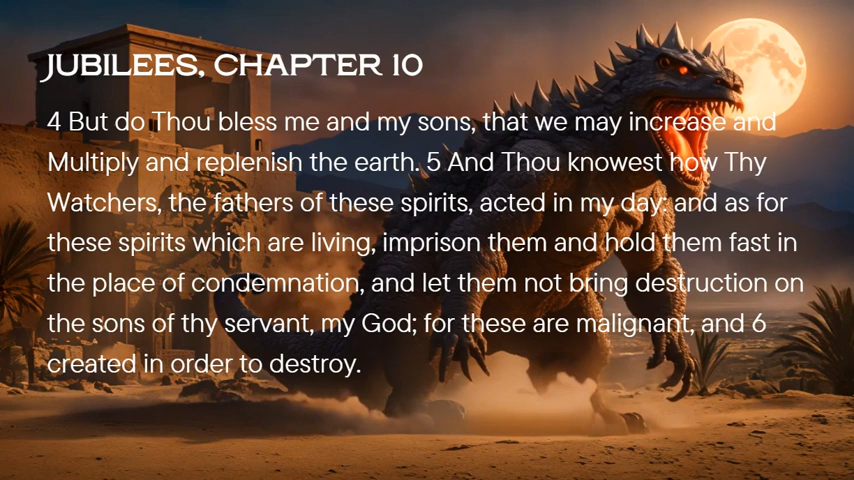 JUBILEES, CHAPTER 10
4 But do Thou bless me and my sons, that we may increase and
Multiply and replenish the earth. 5 And Thou knowest how Thy
Watchers, the fathers of these spirits, acted in my day: and as for
these spirits which are living, imprison them and hold them fast in
the place of condemnation, and let them not bring destruction on
the sons of thy servant, my God; for these are malignant, and 6
created in order to destroy.